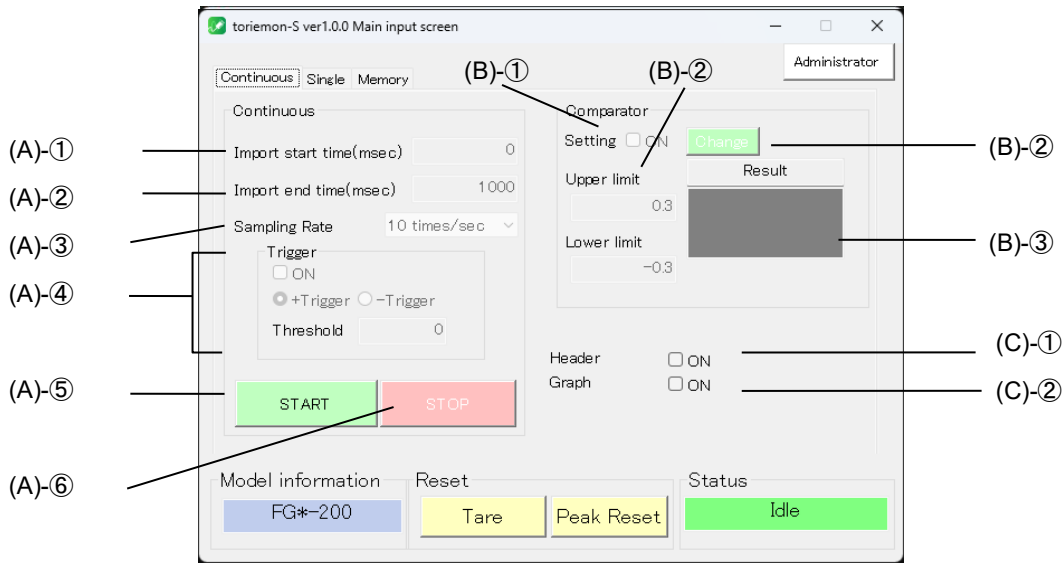 toriemon-S ver1.0.0 Main input screen
Administrator
Continuous Single Memory
(B)-① (B)-②
Continuous
Comparator
(A)-① Import start time(msec) 0
Setting ON Change (B)-②
(A)-② Import end time(msec) 1000
Upper limit Result
0.3
(A)-③ Sampling Rate 10 times/sec
Lower limit (B)-③
-0.3
(A)-④ Trigger
ON
+Trigger -Trigger
Threshold 0
Header ON (C)-①
Graph ON (C)-②
(A)-⑤ START STOP
(A)-⑥
Model information Reset Status
FG*-200 Tare Peak Reset Idle